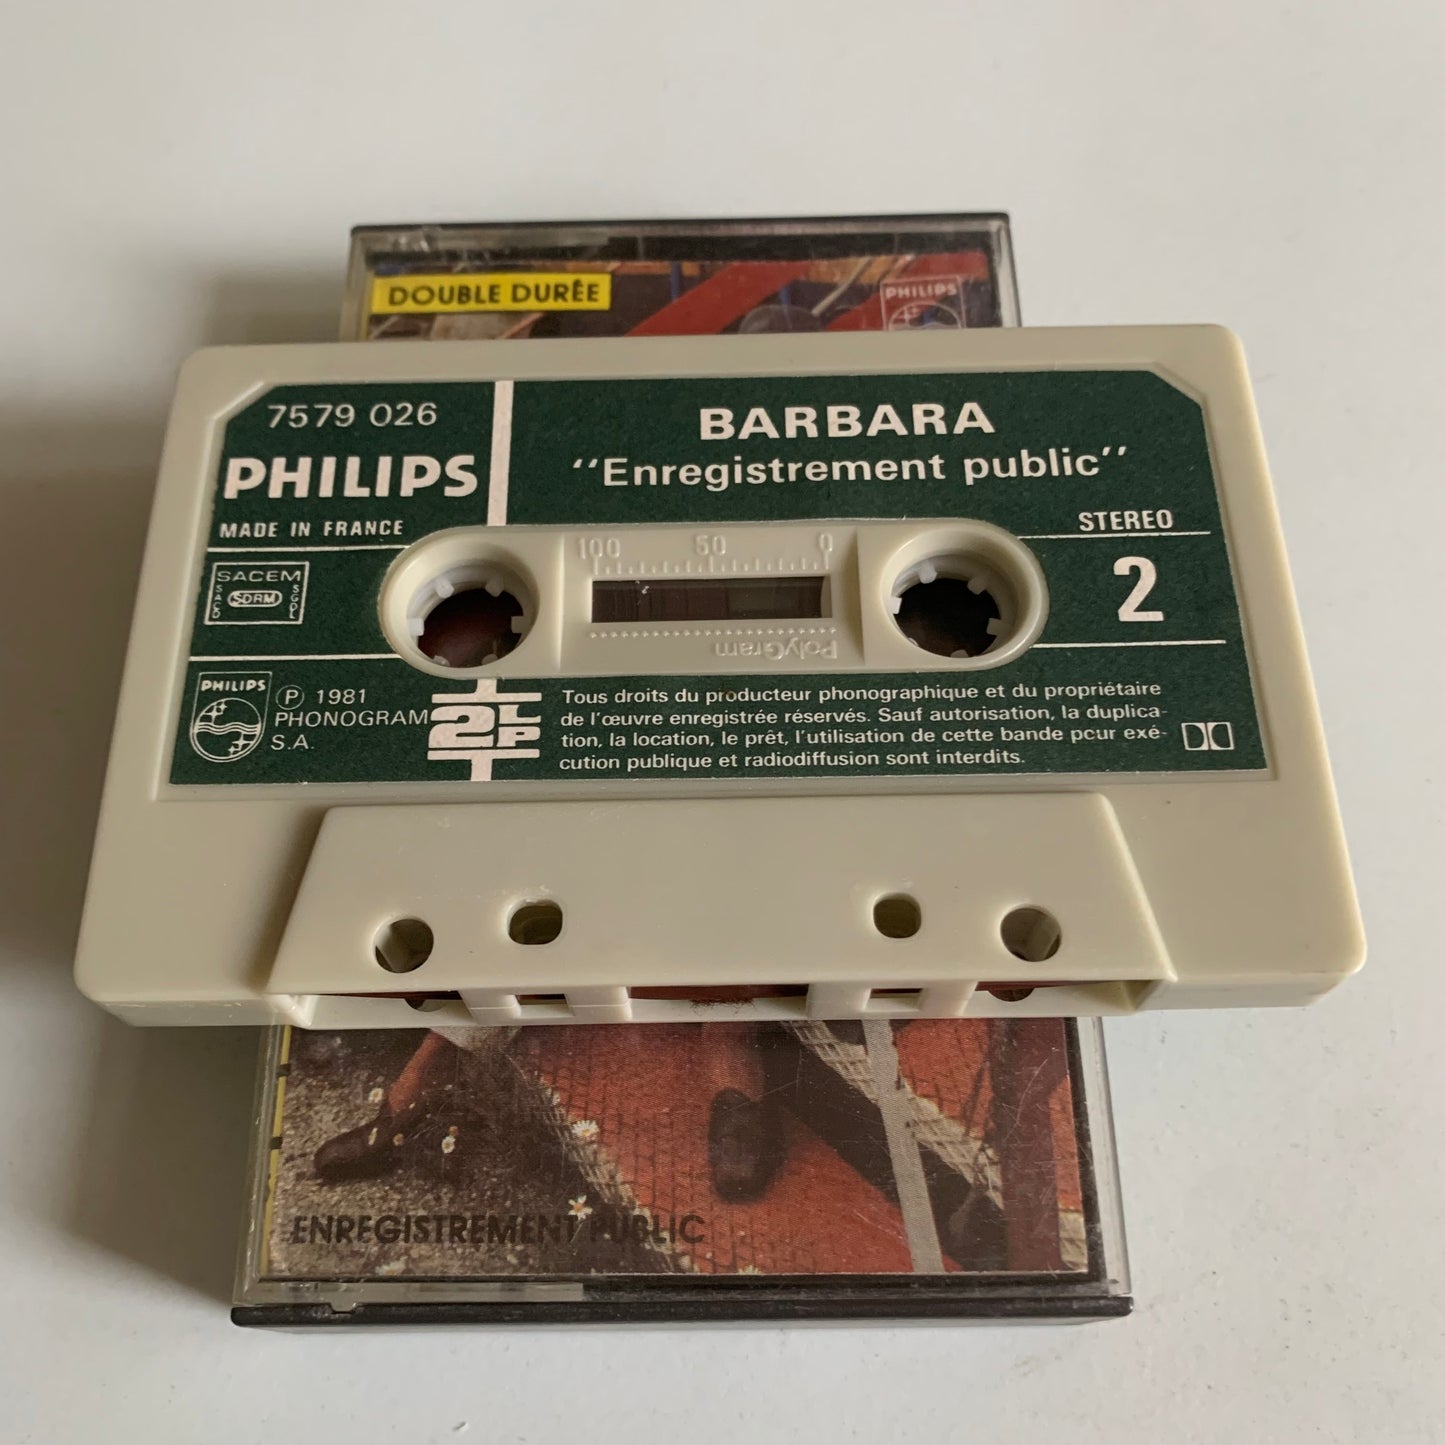 DOUBLE DURÉE
PHILIPS
7579 026
PHILIPS
MADE IN FRANCE
BARBARA
"Enregistrement public"
STEREO
2
100 50 0
PolyGram
SACEM
SACD
SDRM
SGDL
PHILIPS
Ⓟ 1981
PHONOGRAM
S.A.
2LP
Tous droits du producteur phonographique et du propriétaire
de l'œuvre enregistrée réservés. Sauf autorisation, la duplica-
tion, la location, le prêt, l'utilisation de cette bande pcur exé-
cution publique et radiodiffusion sont interdits.
ENREGISTREMENT PUBLIC